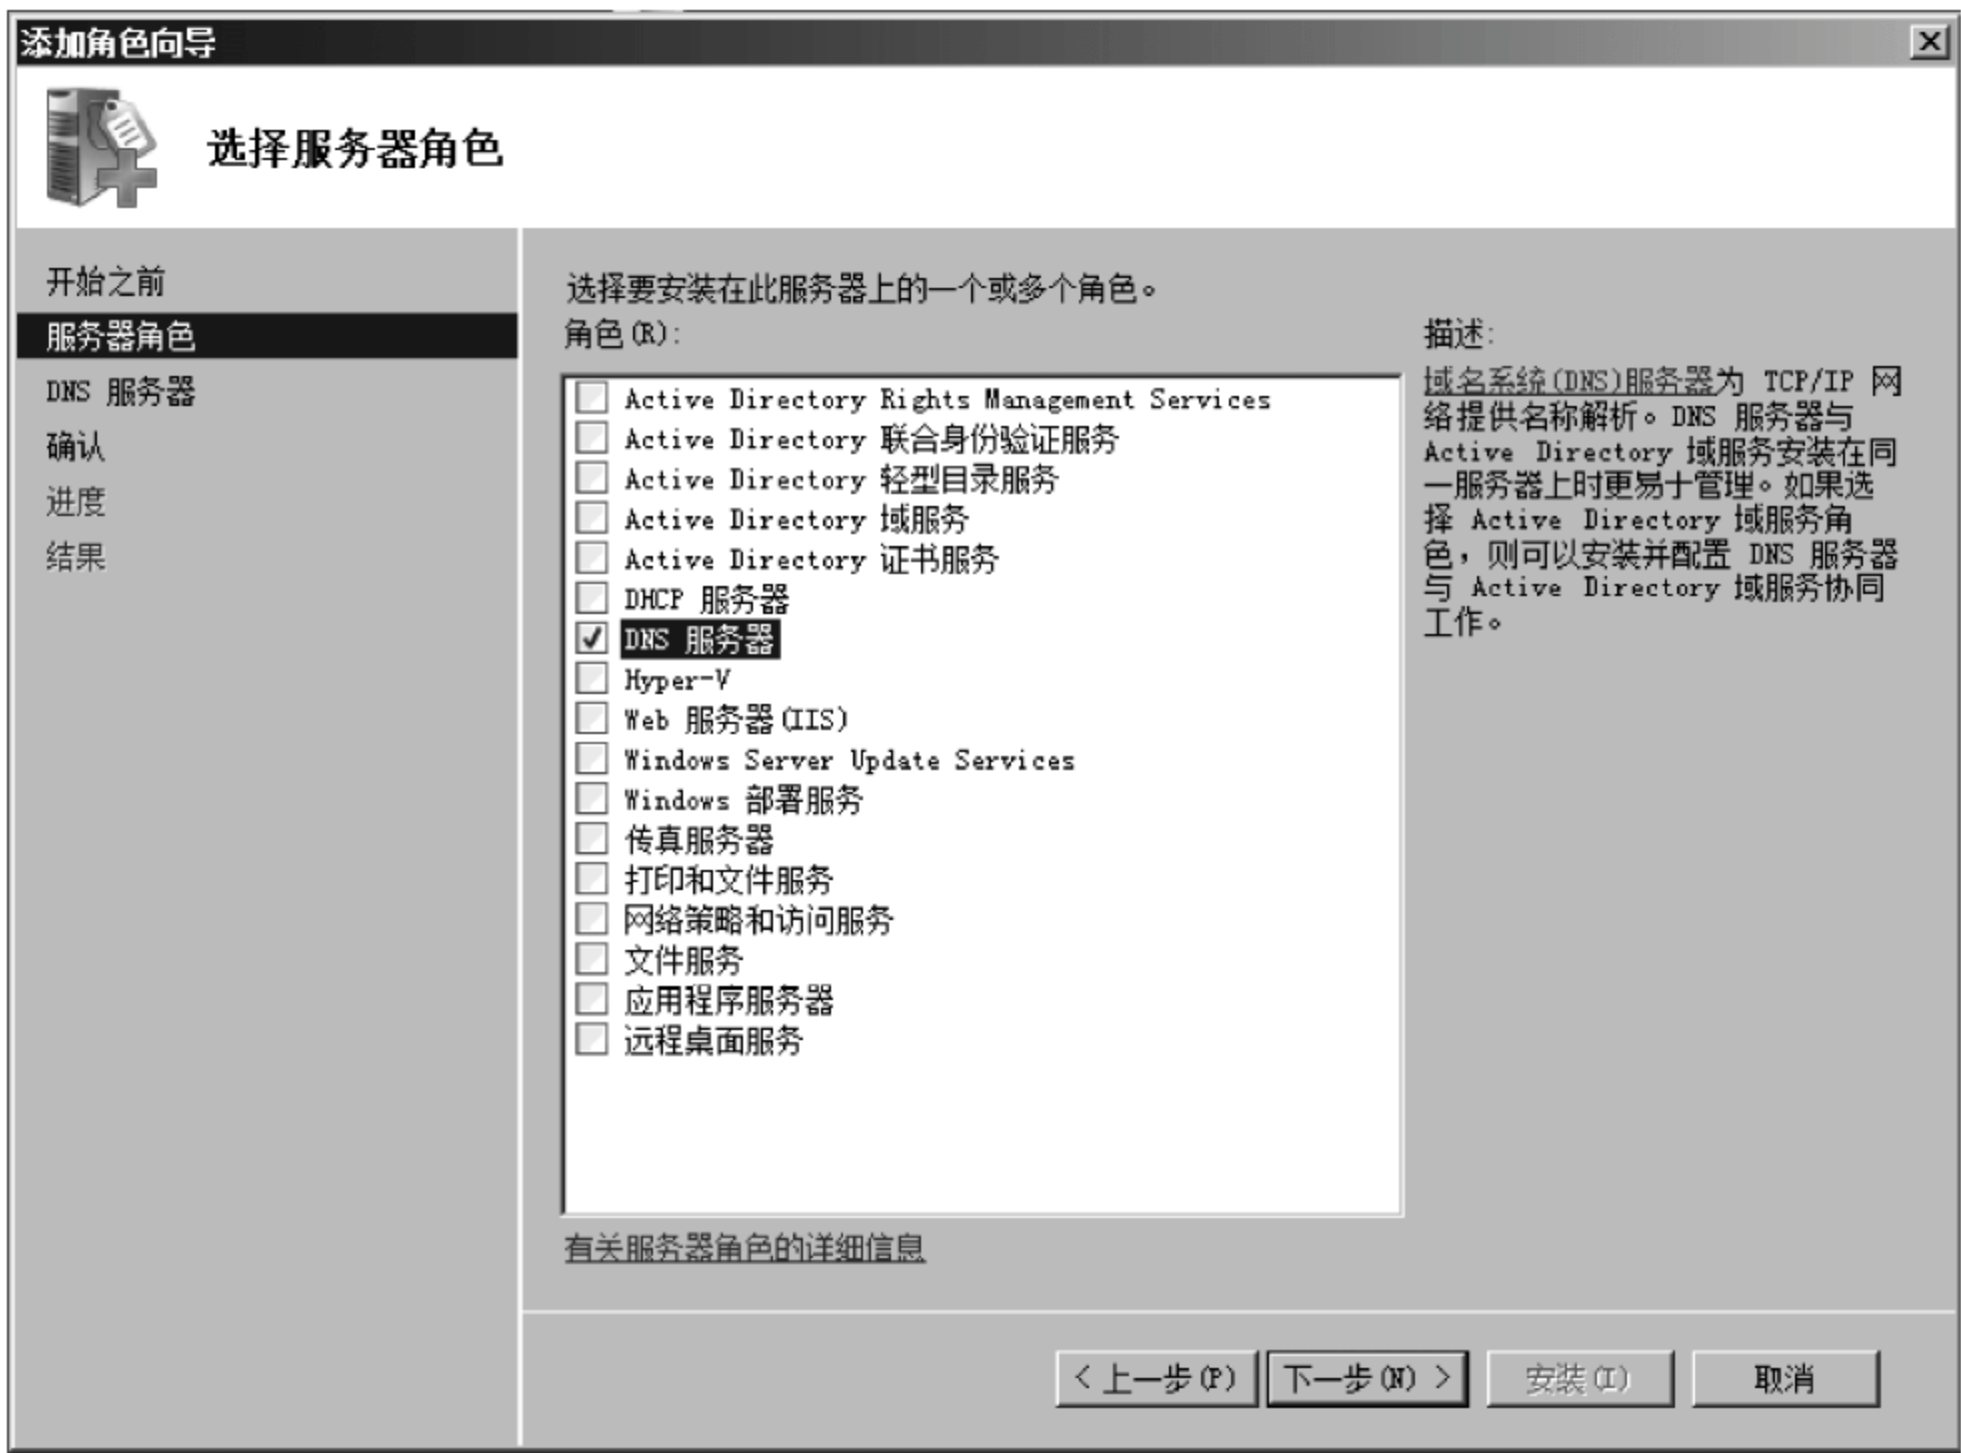 添加角色向导
选择服务器角色
开始之前
服务器角色
DNS 服务器
确认
进度
结果
选择要安装在此服务器上的一个或多个角色。
角色(R):
Active Directory Rights Management Services
Active Directory 联合身份验证服务
Active Directory 轻型目录服务
Active Directory 域服务
Active Directory 证书服务
DHCP 服务器
DNS 服务器
Hyper-V
Web 服务器(IIS)
Windows Server Update Services
Windows 部署服务
传真服务器
打印和文件服务
网络策略和访问服务
文件服务
应用程序服务器
远程桌面服务
有关服务器角色的详细信息
描述:
域名系统(DNS)服务器为 TCP/IP 网
络提供名称解析。DNS 服务器与
Active Directory 域服务安装在同
一服务器上时更易十管理。如果选
择 Active Directory 域服务角
色，则可以安装并配置 DNS 服务器
与 Active Directory 域服务协同
工作。
< 上一步(P)
下一步(N) >
安装(I)
取消